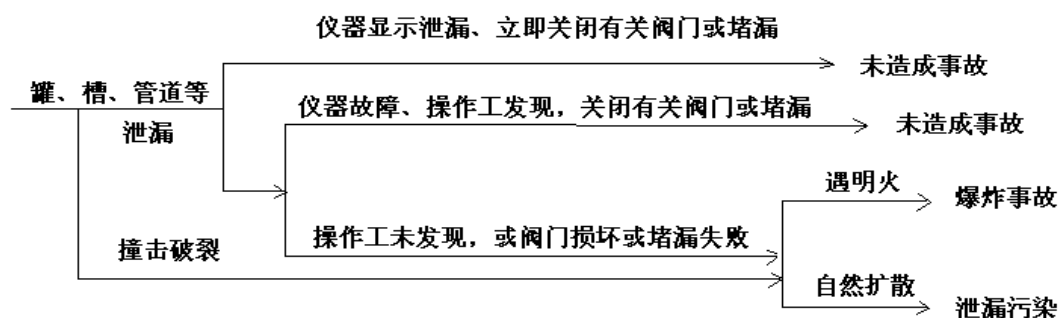 仪器显示泄漏、立即关闭有关阀门或堵漏
未造成事故
罐、槽、管道等
泄漏
仪器故障、操作工发现，关闭有关阀门或堵漏
未造成事故
遇明火
爆炸事故
操作工未发现，或阀门损坏或堵漏失败
撞击破裂
自然扩散
泄漏污染